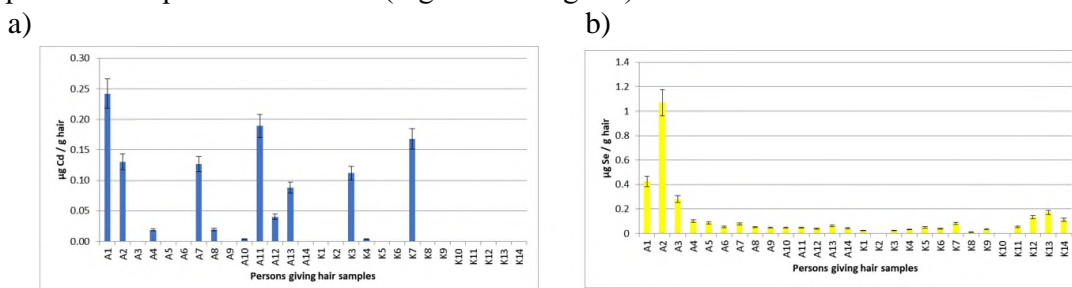 a)
b)
µg Cd / g hair
0.30
0.25
0.20
0.15
0.10
0.05
0.00
A1 A2 A3 A4 A5 A6 A7 A8 A9 A10 A11 A12 A13 A14 K1 K2 K3 K4 K5 K6 K7 K8 K9 K10 K11 K12 K13 K14
Persons giving hair samples
µg Se / g hair
1.4
1.2
1
0.8
0.6
0.4
0.2
0
A1 A2 A3 A4 A5 A6 A7 A8 A9 A10 A11 A12 A13 A14 K1 K2 K3 K4 K5 K6 K7 K8 K9 K10 K11 K12 K13 K14
Persons giving hair samples